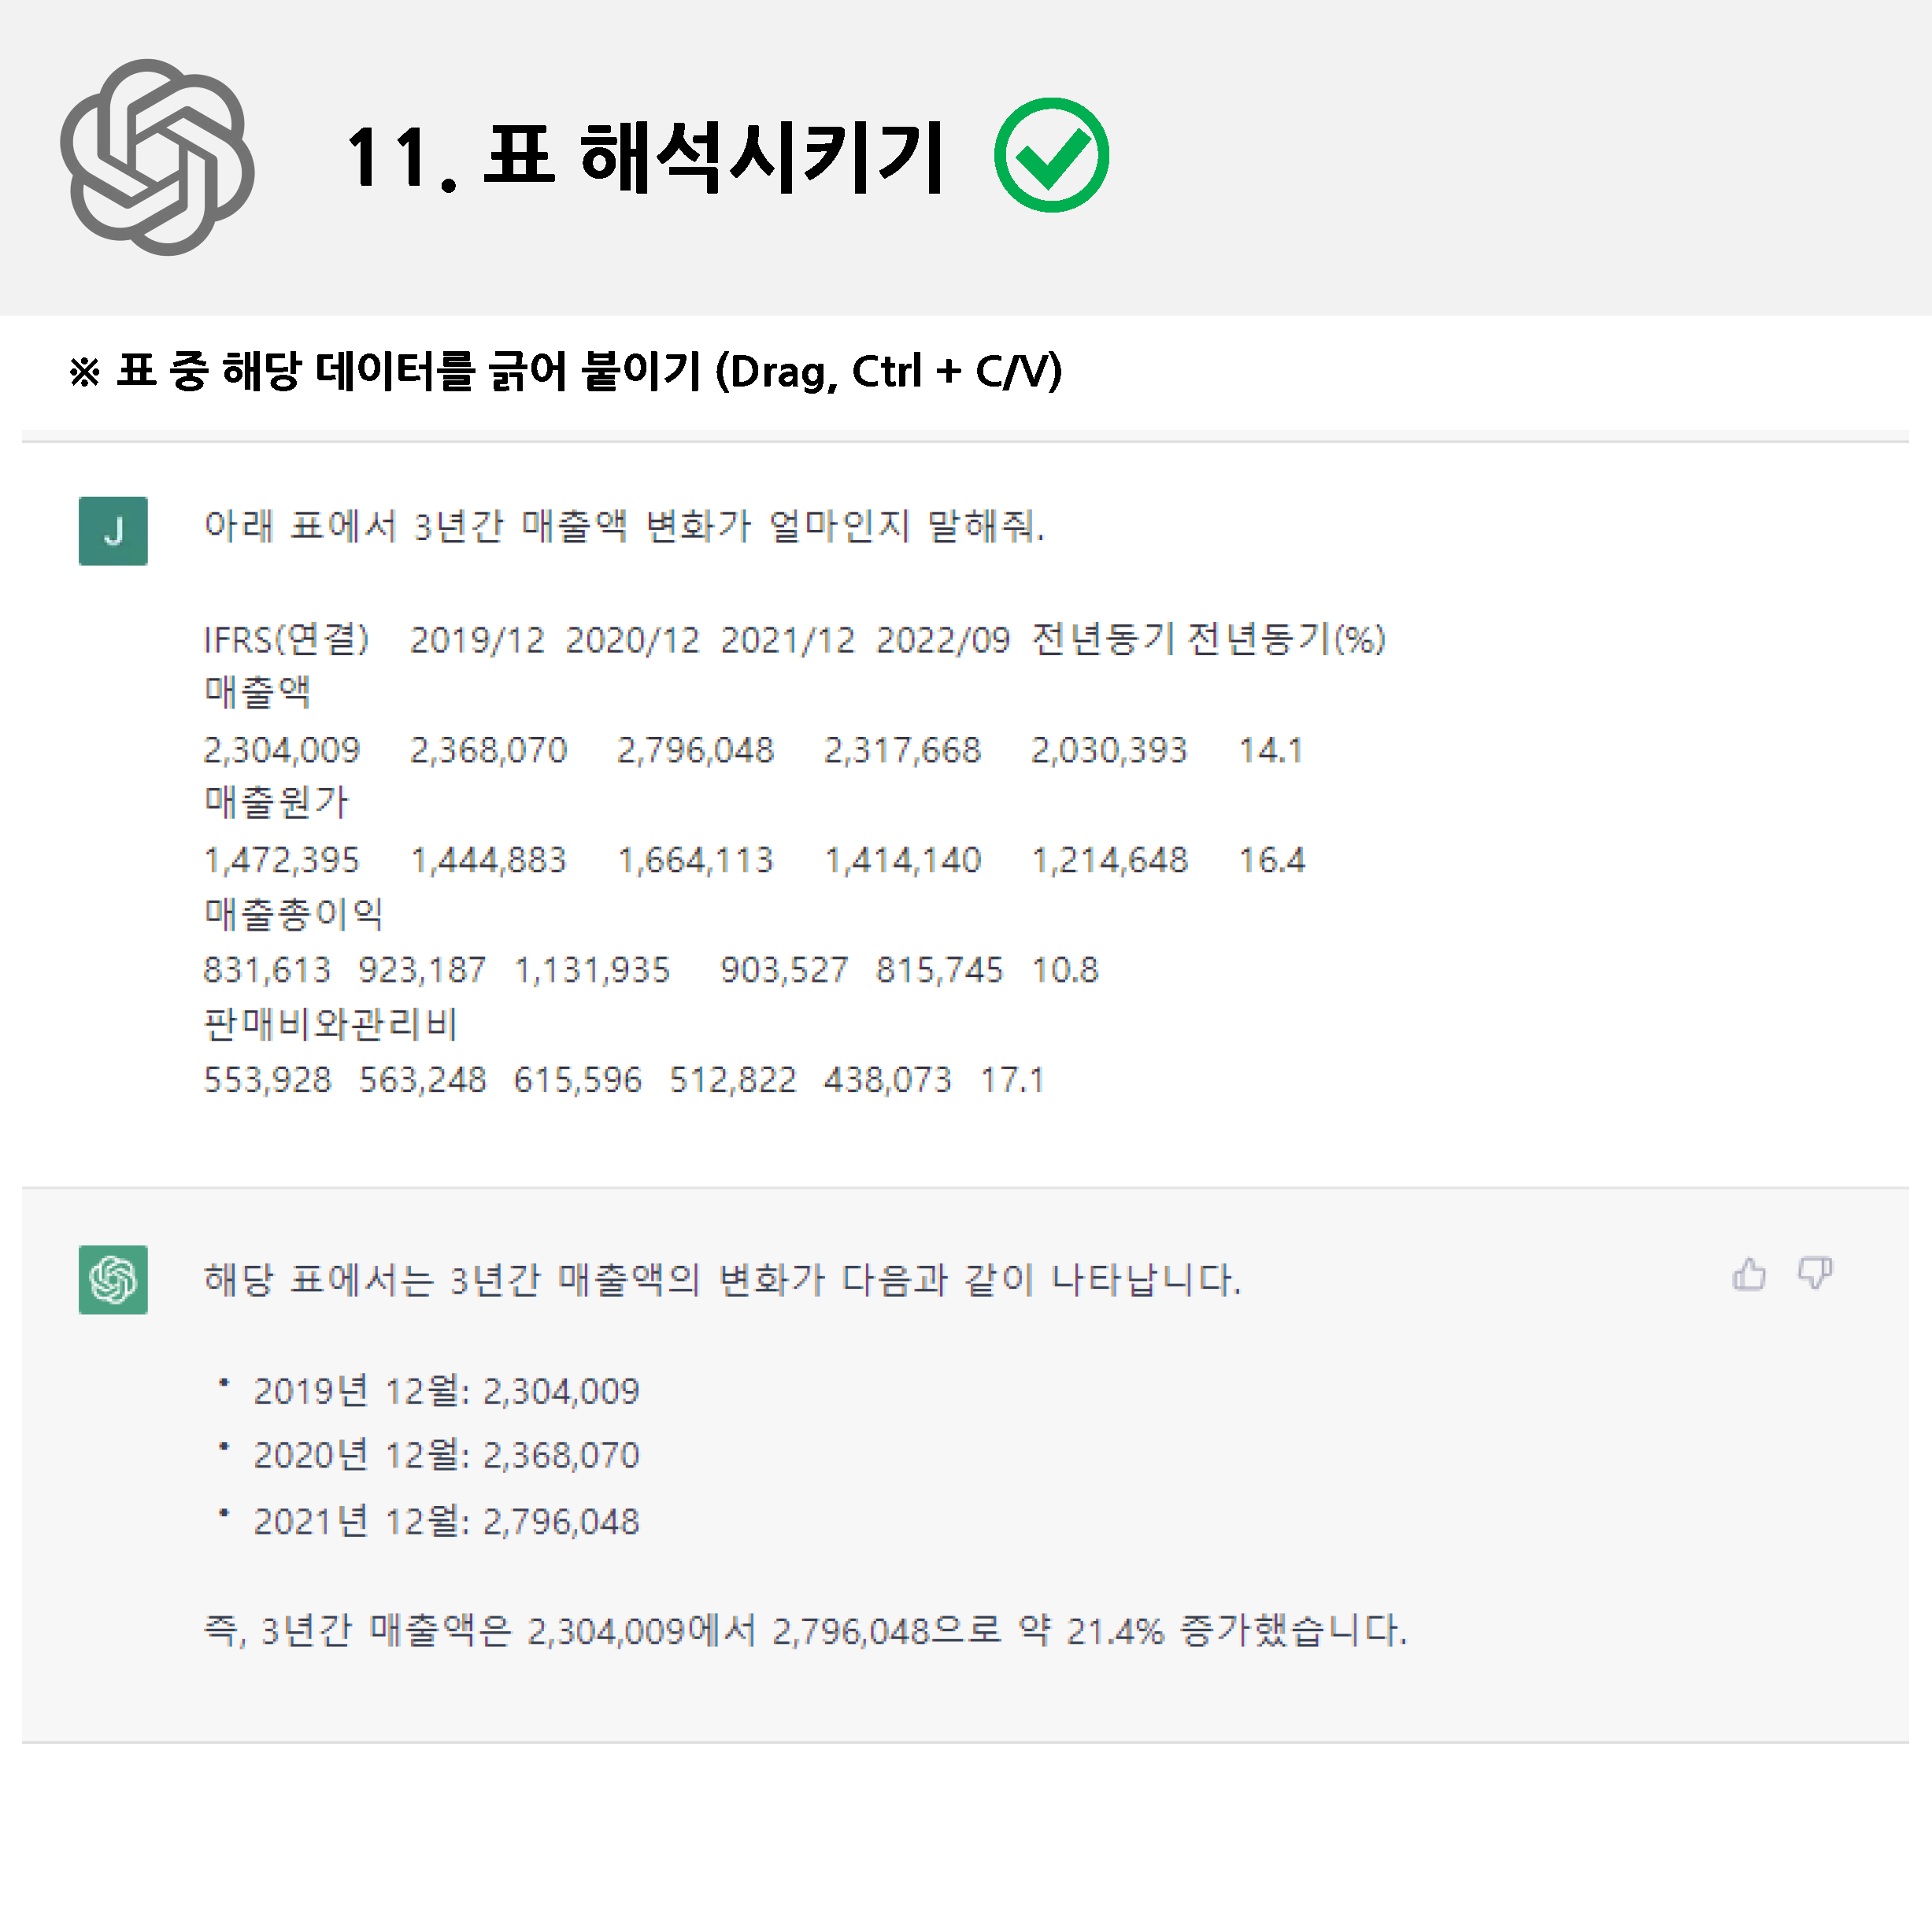 11. 표 해석시키기
※ 표 중 해당 데이터를 긁어 붙이기 (Drag, Ctrl + C/V)
J
아래 표에서 3년간 매출액 변화가 얼마인지 말해줘.
IFRS(연결) 2019/12 2020/12 2021/12 2022/09 전년동기 전년동기(%)
매출액
2,304,009 2,368,070 2,796,048 2,317,668 2,030,393 14.1
매출원가
1,472,395 1,444,883 1,664,113 1,414,140 1,214,648 16.4
매출총이익
831,613 923,187 1,131,935 903,527 815,745 10.8
판매비와관리비
553,928 563,248 615,596 512,822 438,073 17.1
해당 표에서는 3년간 매출액의 변화가 다음과 같이 나타납니다.
• 2019년 12월: 2,304,009
• 2020년 12월: 2,368,070
• 2021년 12월: 2,796,048
즉, 3년간 매출액은 2,304,009에서 2,796,048으로 약 21.4% 증가했습니다.